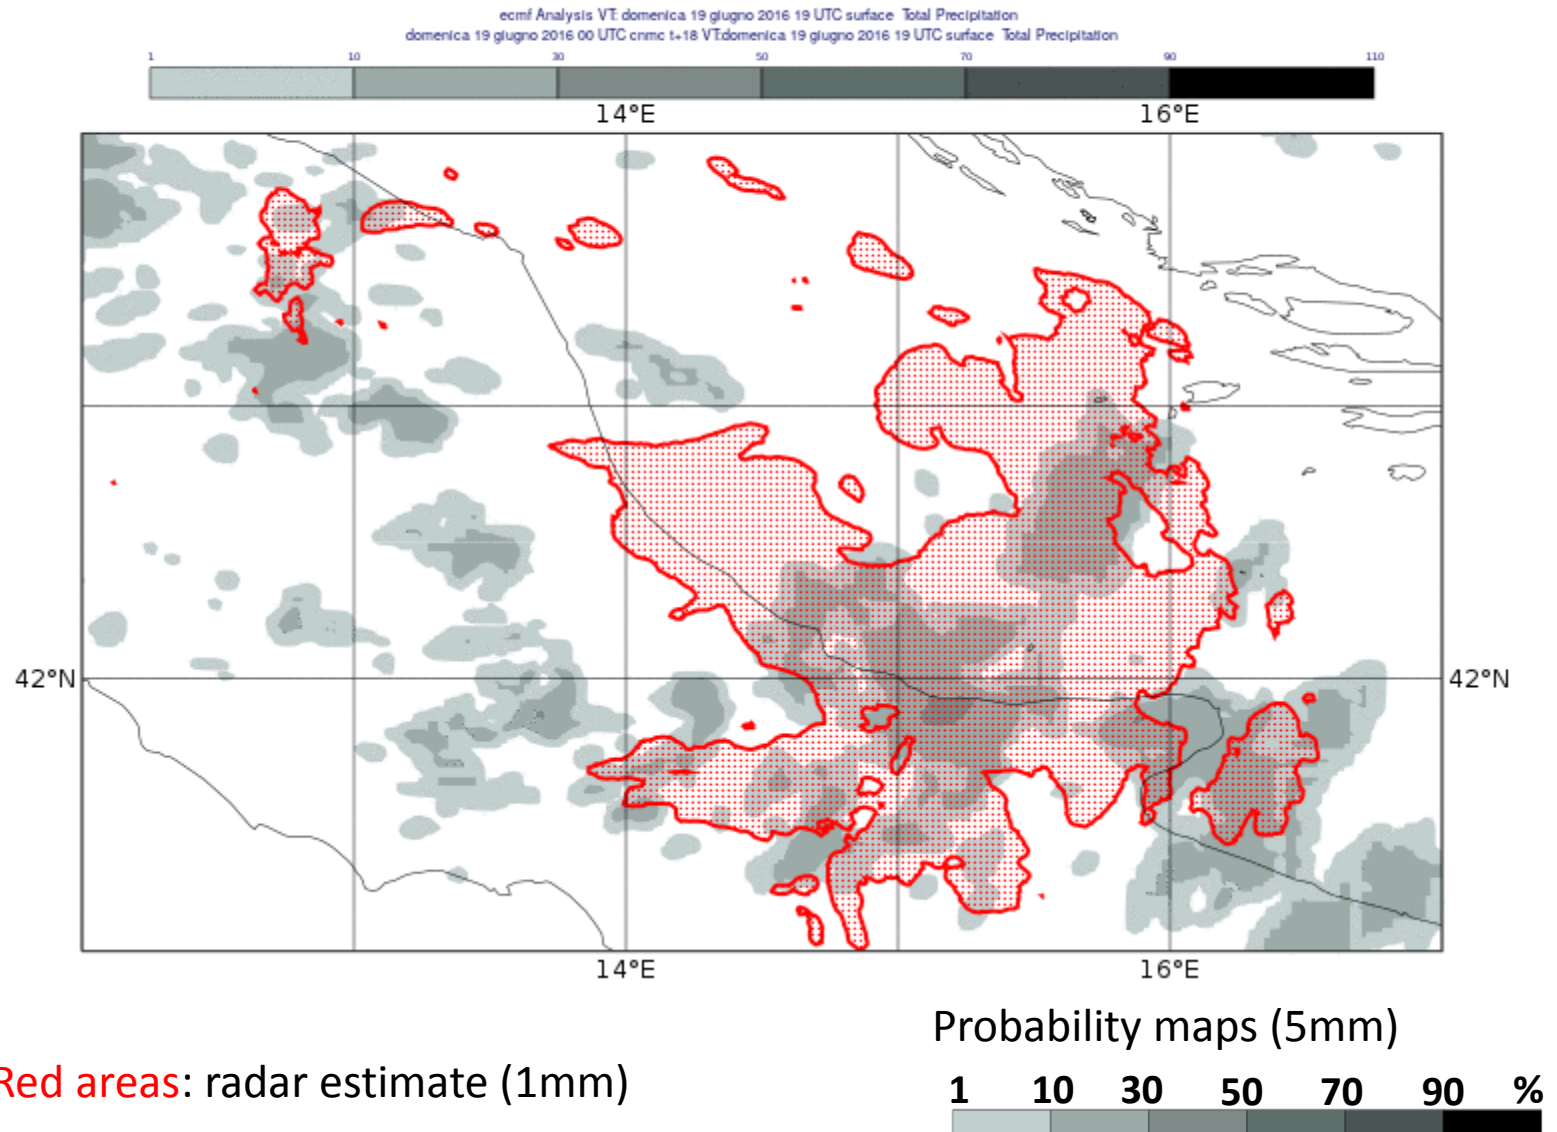 ecmf Analysis VT: domenica 19 giugno 2016 19 UTC surface Total Precipitation
domenica 19 giugno 2016 00 UTC cnmc t+18 VT:domenica 19 giugno 2016 19 UTC surface Total Precipitation
1 10 30 50 70 90 110
14°E 16°E
42°N 42°N
14°E 16°E
Probability maps (5mm)
Red areas: radar estimate (1mm)
1 10 30 50 70 90 %